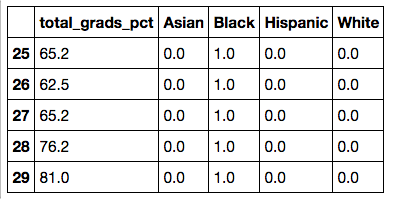 total_grads_pct Asian Black Hispanic White
25 65.2 0.0 1.0 0.0 0.0
26 62.5 0.0 1.0 0.0 0.0
27 65.2 0.0 1.0 0.0 0.0
28 76.2 0.0 1.0 0.0 0.0
29 81.0 0.0 1.0 0.0 0.0